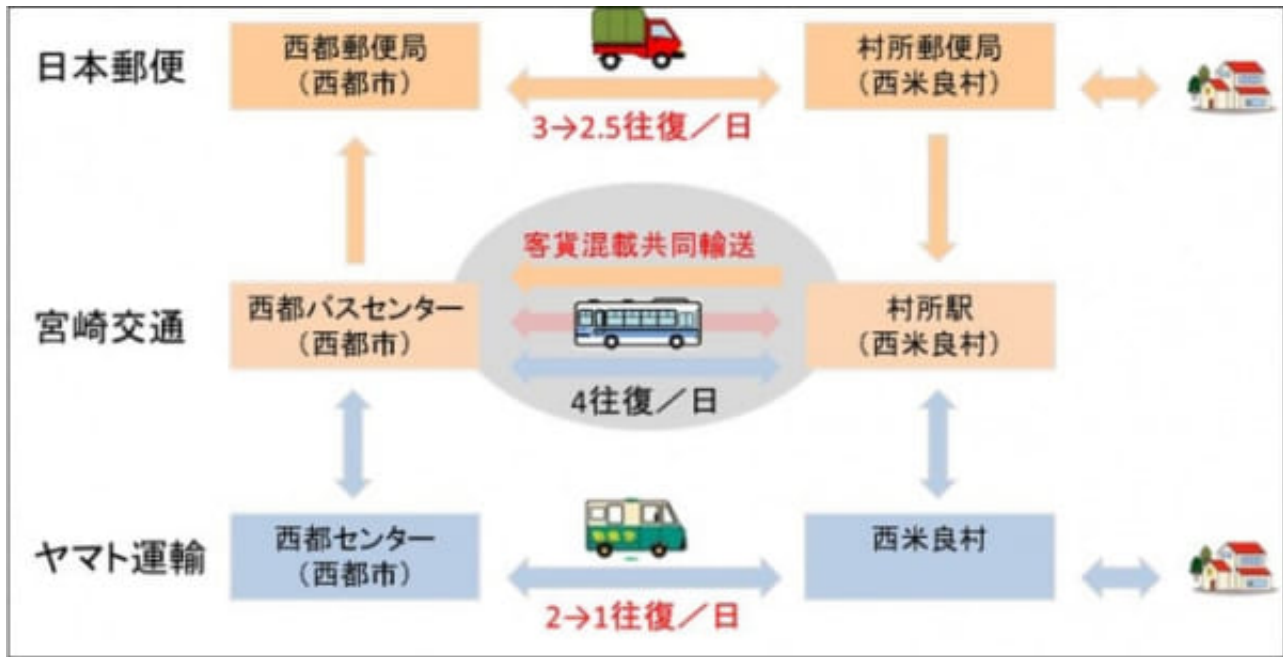 日本郵便
西都郵便局
（西都市）
村所郵便局
（西米良村）
3→2.5往復／日
客貨混載共同輸送
宮崎交通
西都バスセンター
（西都市）
村所駅
（西米良村）
4往復／日
ヤマト運輸
西都センター
（西都市）
西米良村
2→1往復／日